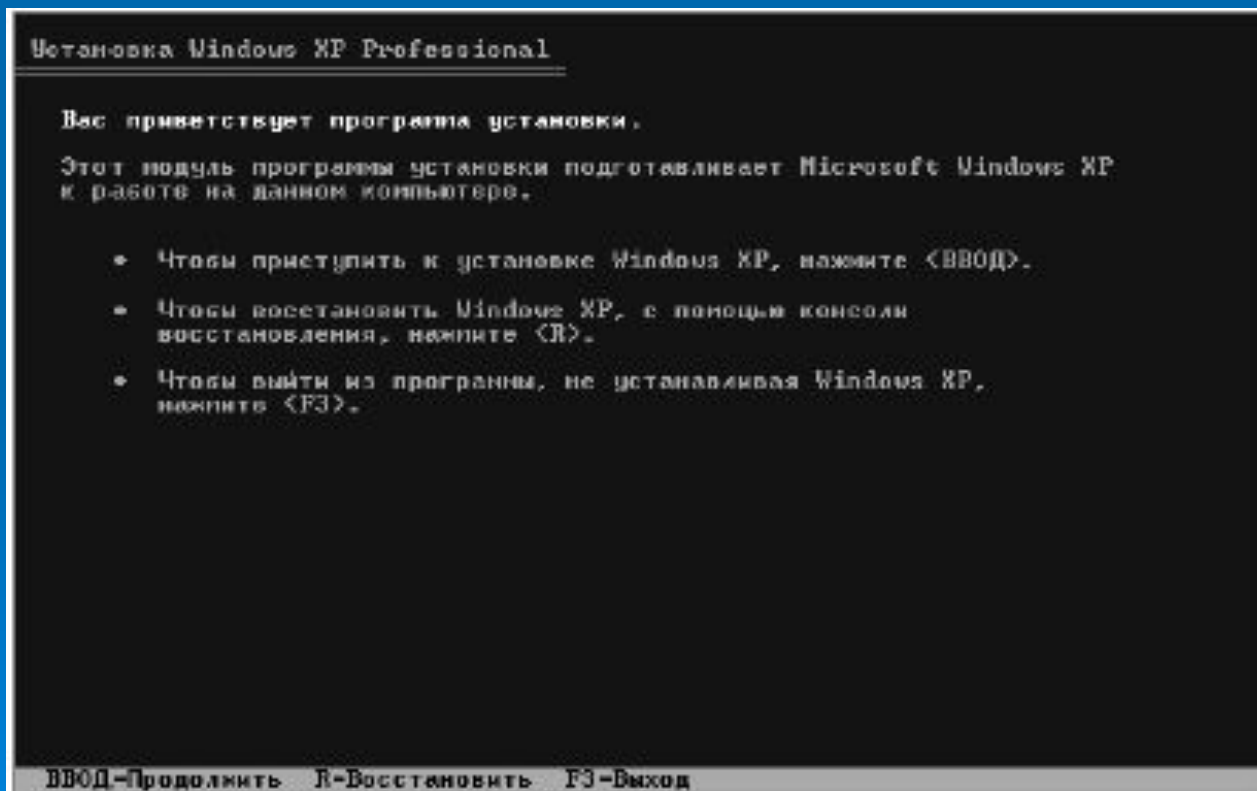 Установка Windows XP Professional
Вас приветствует программа установки.
Этот модуль программы установки подготавливает Microsoft Windows XP
к работе на данном компьютере.
• Чтобы приступить к установке Windows XP, нажмите <ВВОД>.
• Чтобы восстановить Windows XP, с помощью консоли
восстановления, нажмите <R>.
• Чтобы выйти из программы, не устанавливая Windows XP,
нажмите <F3>.
ВВОД-Продолжить R-Восстановить F3-Выход